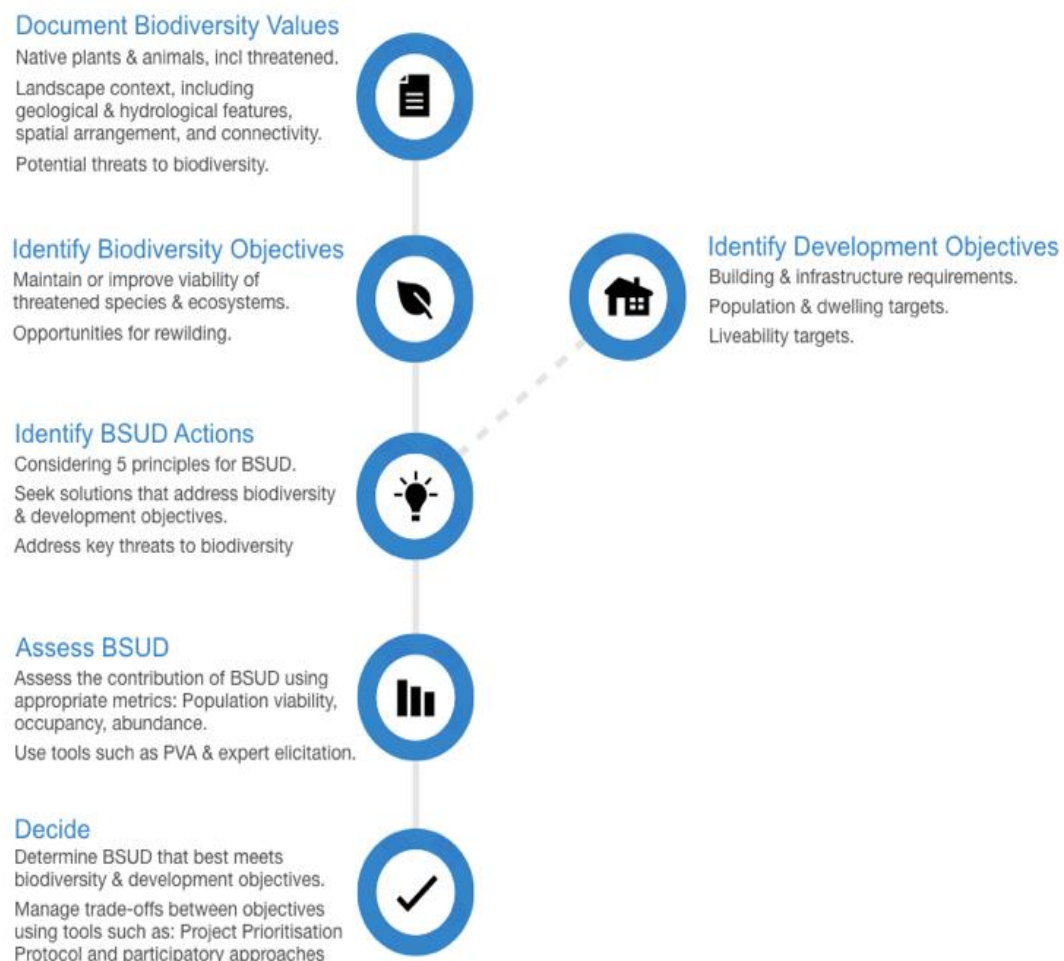 Document Biodiversity Values
Native plants & animals, incl threatened.
Landscape context, including
geological & hydrological features,
spatial arrangement, and connectivity.
Potential threats to biodiversity.
Identify Biodiversity Objectives
Maintain or improve viability of
threatened species & ecosystems.
Opportunities for rewilding.
Identify Development Objectives
Building & infrastructure requirements.
Population & dwelling targets.
Liveability targets.
Identify BSUD Actions
Considering 5 principles for BSUD.
Seek solutions that address biodiversity
& development objectives.
Address key threats to biodiversity
Assess BSUD
Assess the contribution of BSUD using
appropriate metrics: Population viability,
occupancy, abundance.
Use tools such as PVA & expert elicitation.
Decide
Determine BSUD that best meets
biodiversity & development objectives.
Manage trade-offs between objectives
using tools such as: Project Prioritisation
Protocol and participatory approaches